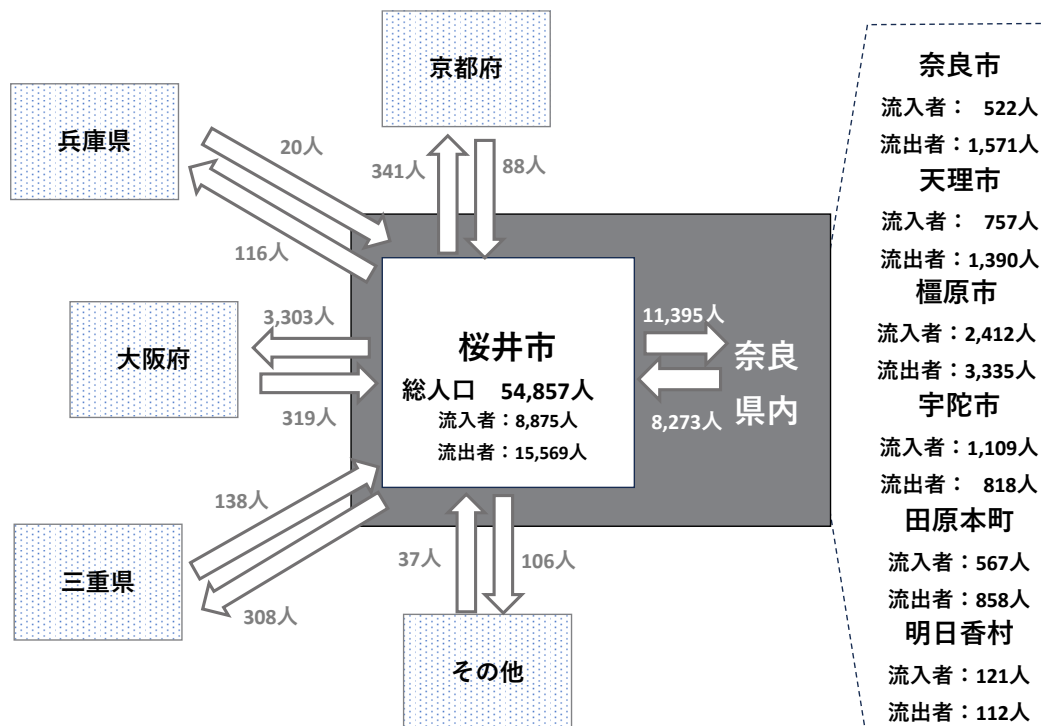 京都府
兵庫県
20人
341人
88人
116人
3,303人
大阪府
319人
桜井市
総人口　54,857人
流入者：8,875人
流出者：15,569人
11,395人
奈良
県内
8,273人
138人
三重県
308人
37人
106人
その他
奈良市
流入者：　522人
流出者：1,571人
天理市
流入者：　757人
流出者：1,390人
橿原市
流入者：2,412人
流出者：3,335人
宇陀市
流入者：1,109人
流出者：　818人
田原本町
流入者：567人
流出者：858人
明日香村
流入者：121人
流出者：112人